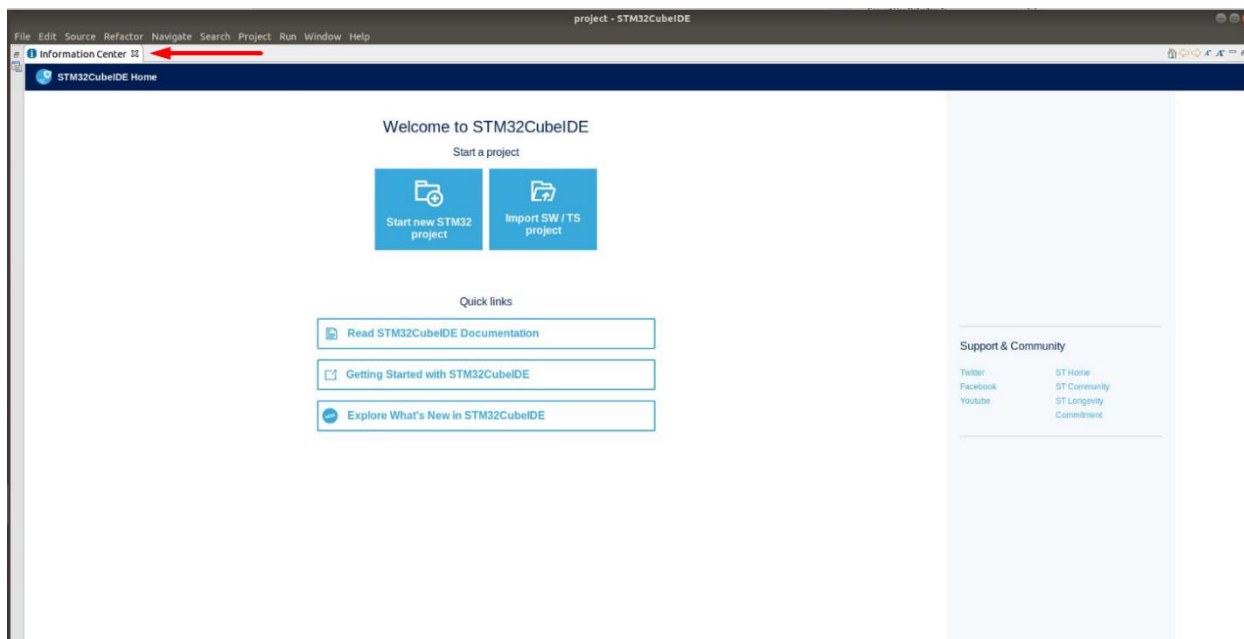 project - STM32CubeIDE
File Edit Source Refactor Navigate Search Project Run Window Help
Information Center
STM32CubeIDE Home
Welcome to STM32CubeIDE
Start a project
Start new STM32
project
Import SW / TS
project
Quick links
Read STM32CubeIDE Documentation
Getting Started with STM32CubeIDE
Explore What's New in STM32CubeIDE
Support & Community
Twitter
Facebook
Youtube
ST Home
ST Community
ST Longevity
Commitment